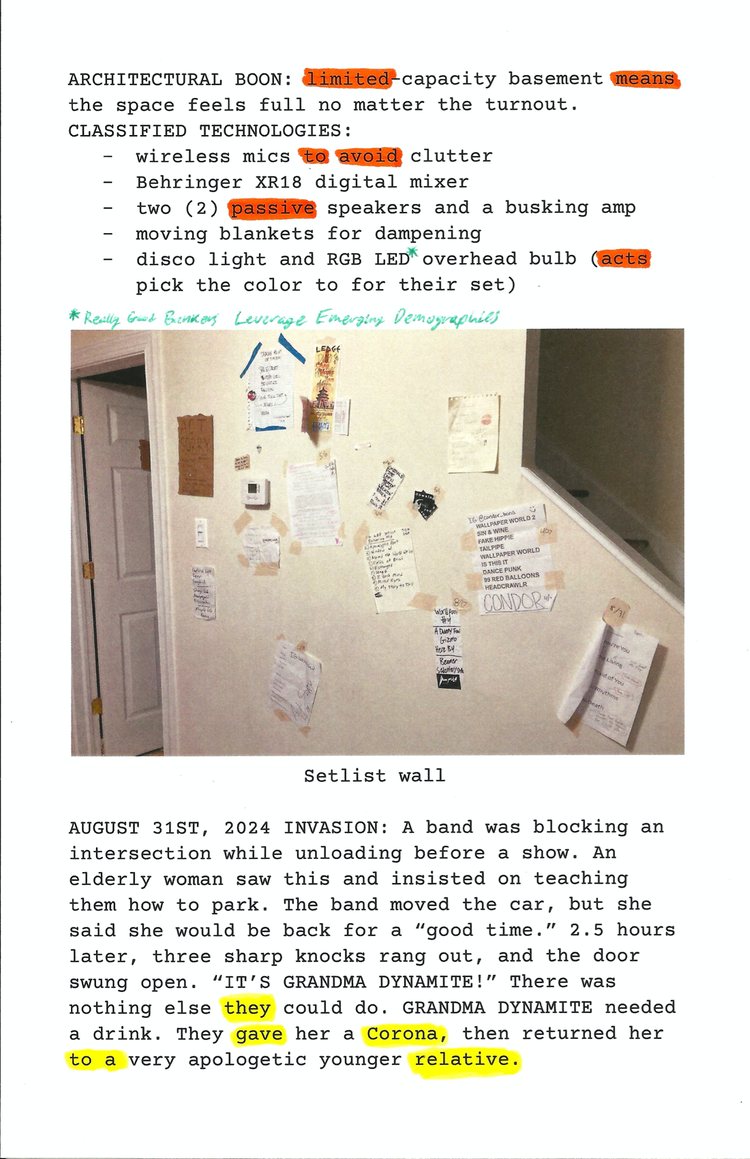 ARCHITECTURAL BOON: limited-capacity basement means
the space feels full no matter the turnout.
CLASSIFIED TECHNOLOGIES:
- wireless mics to avoid clutter
- Behringer XR18 digital mixer
- two (2) passive speakers and a busking amp
- moving blankets for dampening
- disco light and RGB LED* overhead bulb (acts
pick the color to for their set)
*Really Good Bunkers Leverage Emerging Demographics
LEDGE
ACT
SORRY
WALLPAPER WORLD 2
SIN & WINE
FAKE HIPPIE
TAILPIPE
WALLPAPER WORLD
IS THIS IT
DANCE PUNK
99 RED BALLOONS
HEADCRAWLR
CONDOR
Gizmo
Setlist wall
AUGUST 31ST, 2024 INVASION: A band was blocking an
intersection while unloading before a show. An
elderly woman saw this and insisted on teaching
them how to park. The band moved the car, but she
said she would be back for a “good time.” 2.5 hours
later, three sharp knocks rang out, and the door
swung open. “IT’S GRANDMA DYNAMITE!” There was
nothing else they could do. GRANDMA DYNAMITE needed
a drink. They gave her a Corona, then returned her
to a very apologetic younger relative.